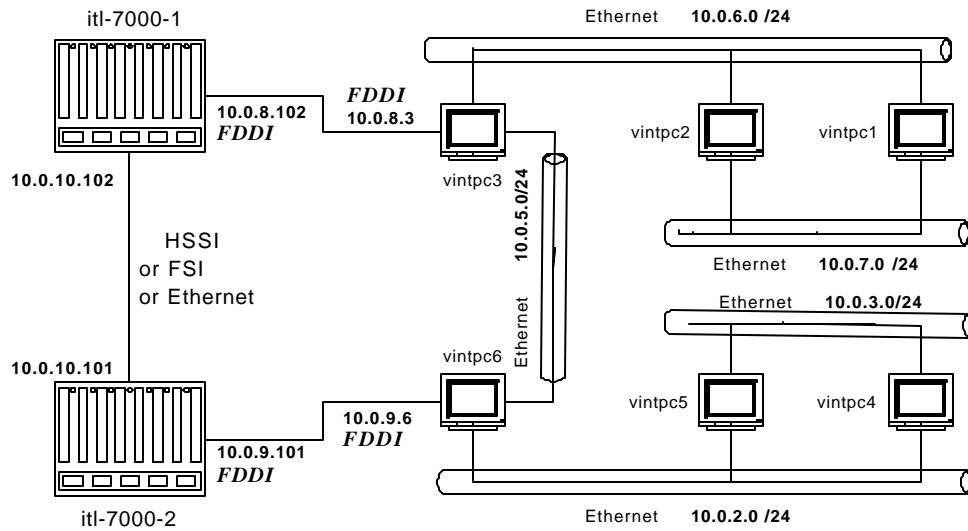 Ethernet 10.0.6.0 /24
itl-7000-1
FDDI
10.0.8.3
10.0.8.102
FDDI
vintpc3
vintpc2
vintpc1
10.0.10.102
10.0.5.0/24
Ethernet
HSSI
or FSI
or Ethernet
Ethernet 10.0.7.0 /24
Ethernet 10.0.3.0/24
10.0.10.101
vintpc6
vintpc5
vintpc4
10.0.9.6
FDDI
10.0.9.101
FDDI
itl-7000-2
Ethernet 10.0.2.0 /24